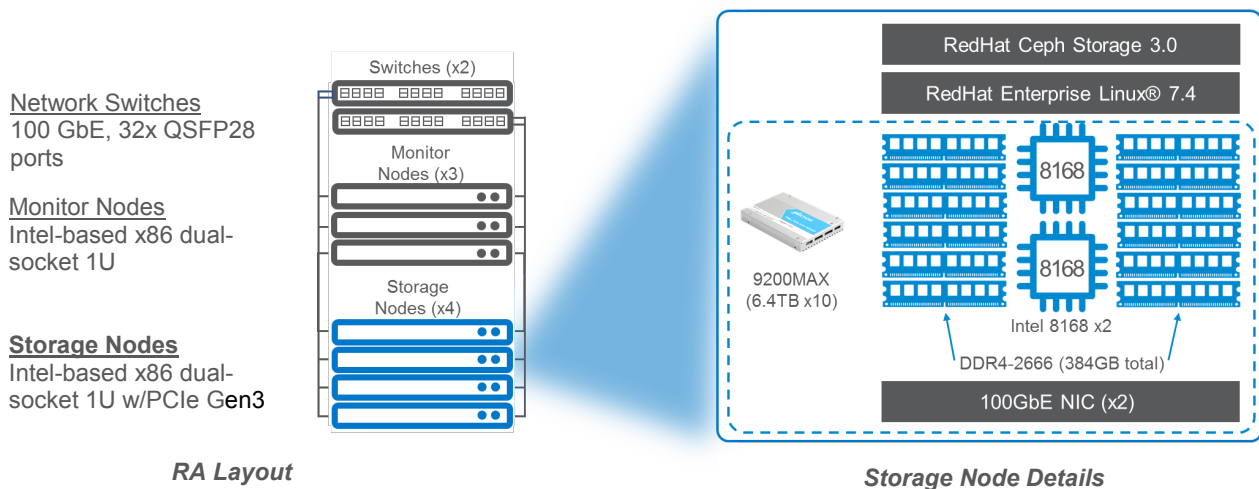 Network Switches
100 GbE, 32x QSFP28
ports
Monitor Nodes
Intel-based x86 dual-
socket 1U
Storage Nodes
Intel-based x86 dual-
socket 1U w/PCIe Gen3
Switches (x2)
Monitor
Nodes (x3)
Storage
Nodes (x4)
RA Layout
RedHat Ceph Storage 3.0
RedHat Enterprise Linux® 7.4
8168
8168
9200MAX
(6.4TB x10)
Intel 8168 x2
DDR4-2666 (384GB total)
100GbE NIC (x2)
Storage Node Details